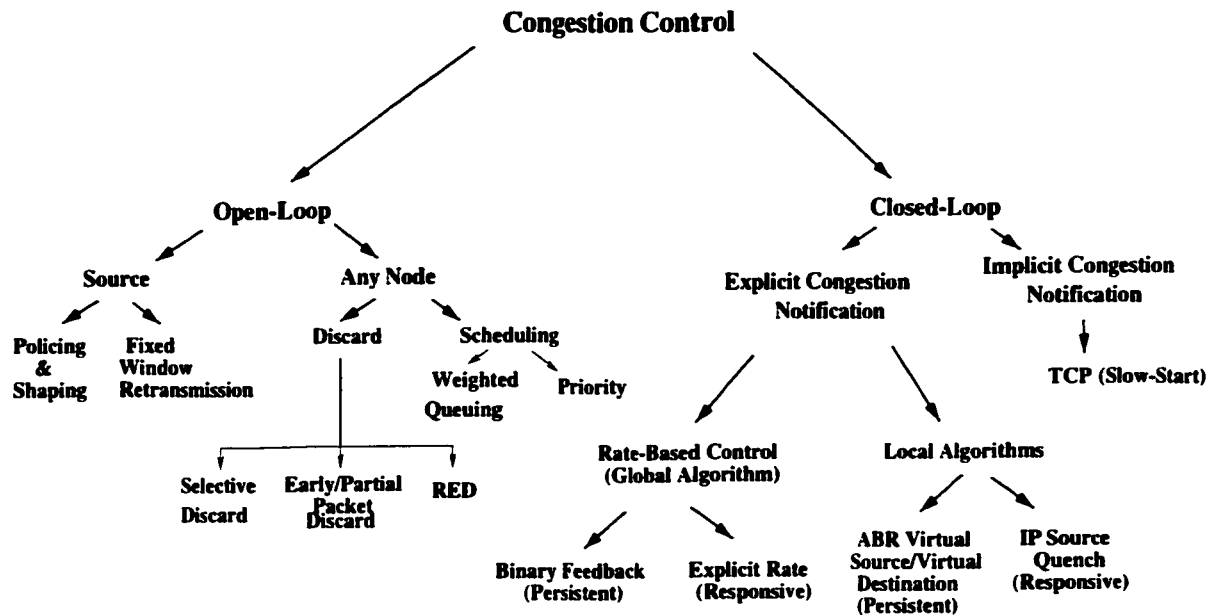 Congestion Control
Open-Loop
Closed-Loop
Source
Any Node
Explicit Congestion
Notification
Implicit Congestion
Notification
Policing
&
Shaping
Fixed
Window
Retransmission
Discard
Scheduling
Weighted
Queuing
Priority
TCP (Slow-Start)
Selective
Discard
Early/Partial
Packet
Discard
RED
Rate-Based Control
(Global Algorithm)
Local Algorithms
Binary Feedback
(Persistent)
Explicit Rate
(Responsive)
ABR Virtual
Source/Virtual
Destination
(Persistent)
IP Source
Quench
(Responsive)